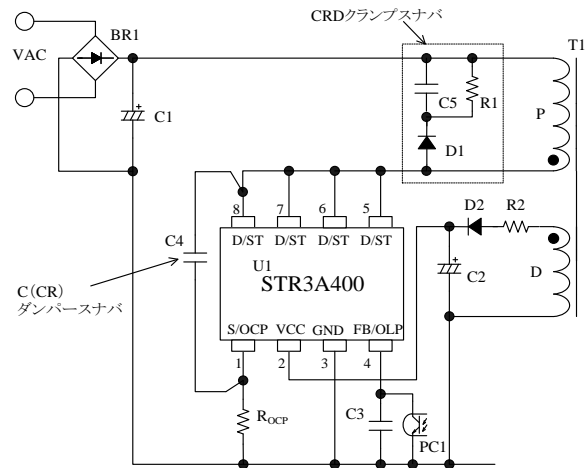 CRDクランプスナバ
T1
BR1
VAC
C1
C5
R1
P
D1
8
7
6
5
D/ST
D/ST
D/ST
D/ST
D2
R2
C4
U1
STR3A400
C2
D
C(CR)
ダンパースナバ
S/OCP
VCC
GND
FB/OLP
1
2
3
4
ROCP
C3
PC1